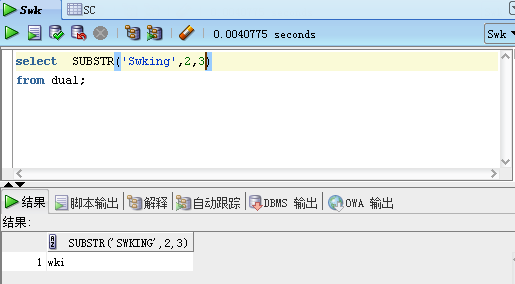 Swk
SC
0.0040775 seconds
Swk
select  SUBSTR('Swking',2,3)
from dual;
结果 脚本输出 解释 自动跟踪 DBMS 输出 OWA 输出
结果:
SUBSTR('SWKING',2,3)
1 wki